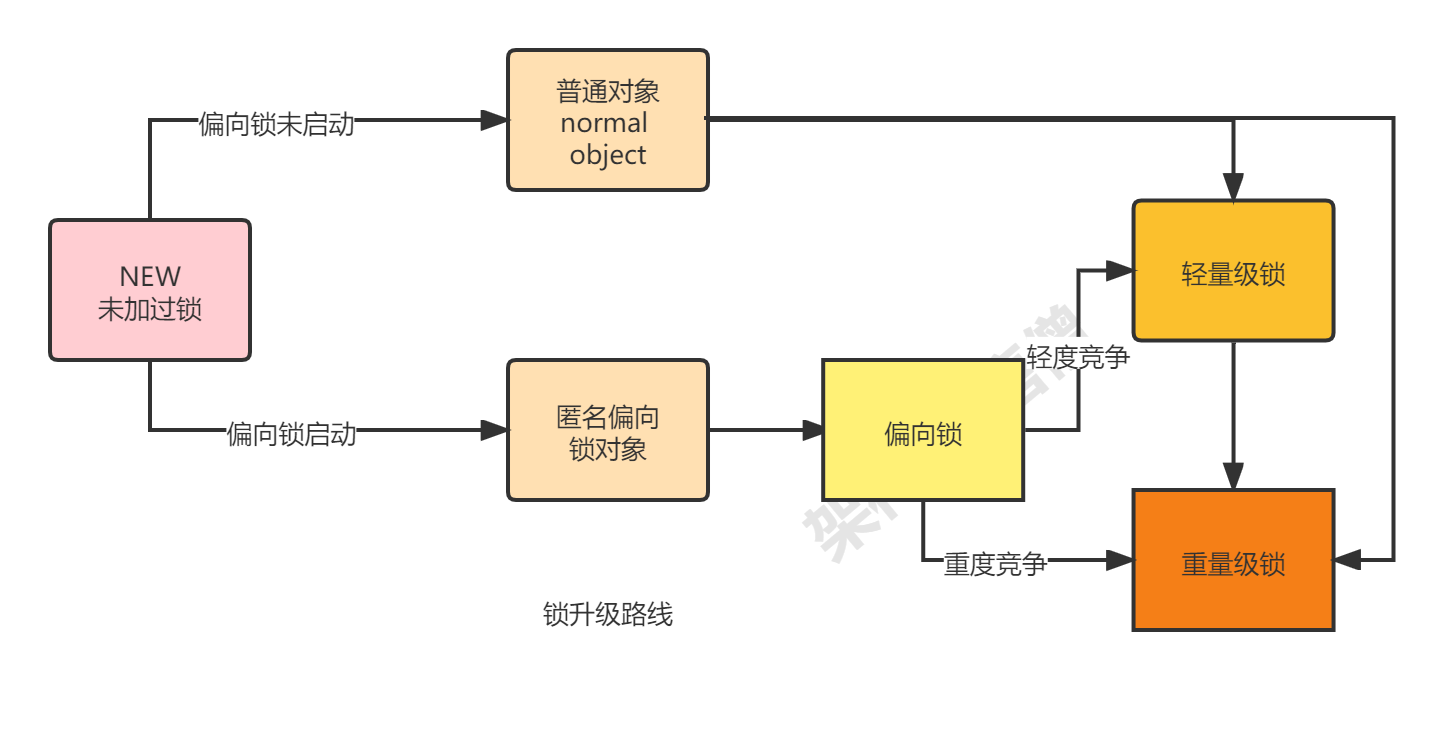 普通对象
normal
object
偏向锁未启动
NEW
未加过锁
轻量级锁
轻度竞争
偏向锁启动
匿名偏向
锁对象
偏向锁
重度竞争
重量级锁
锁升级路线